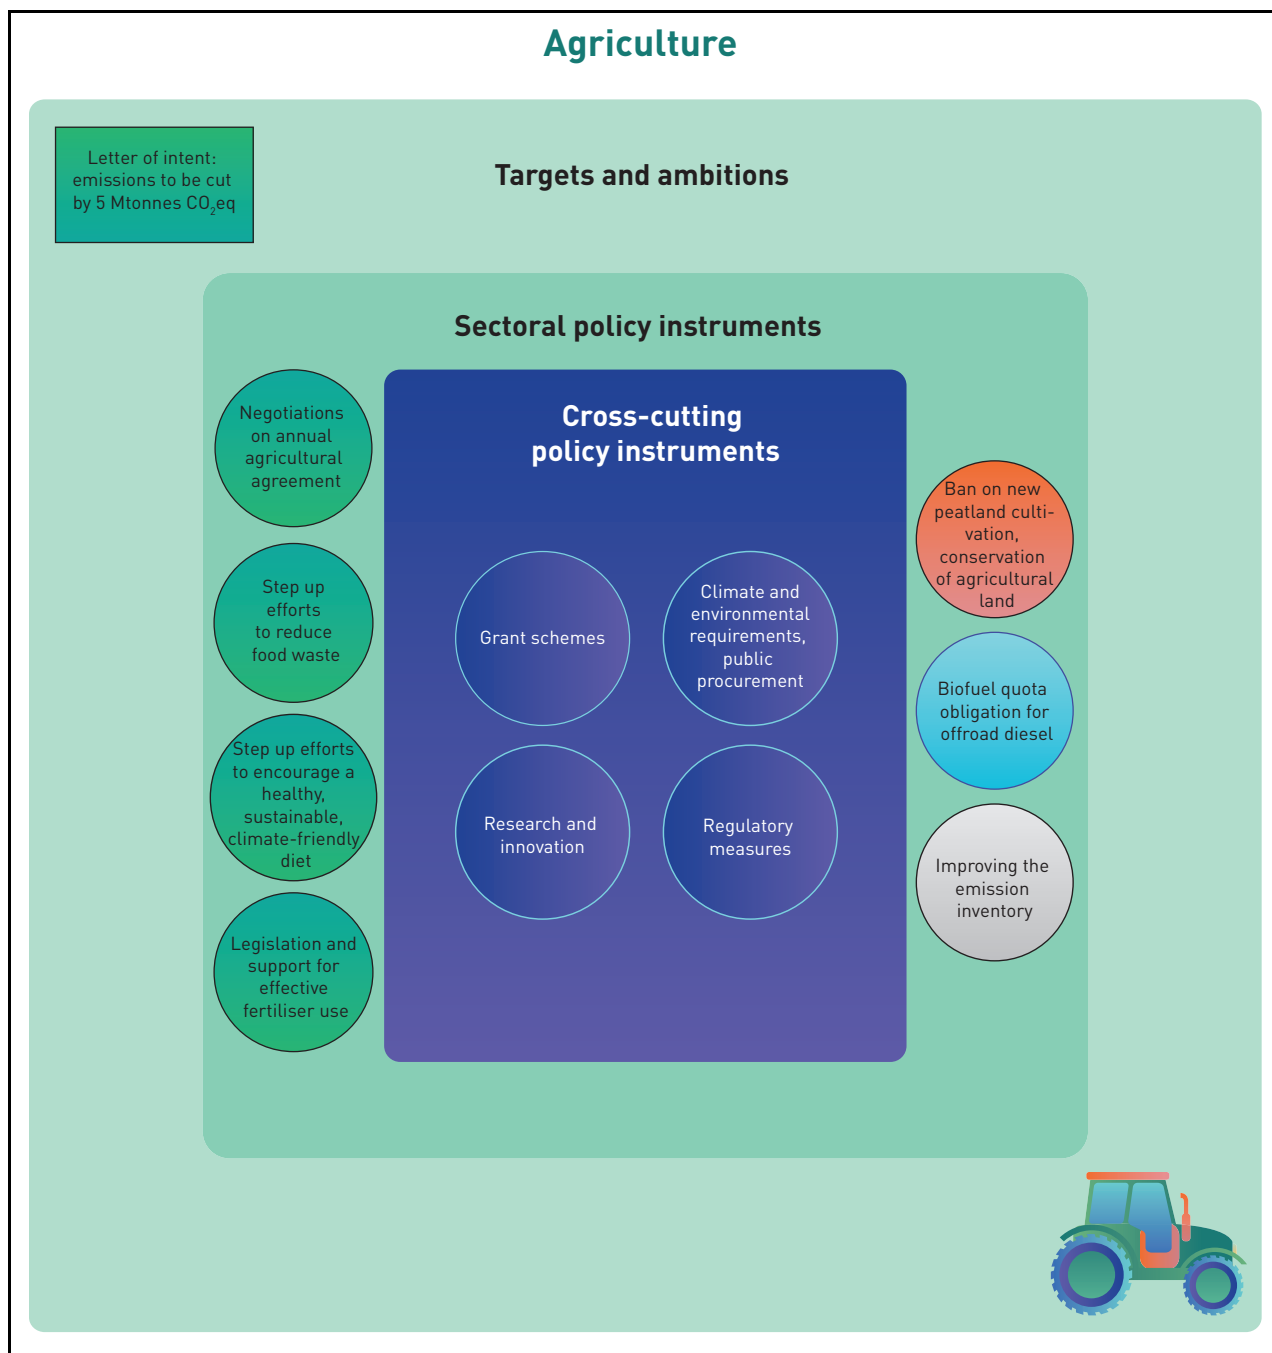 Agriculture
Letter of intent:
emissions to be cut
by 5 Mtonnes CO₂eq
Targets and ambitions
Sectoral policy instruments
Negotiations
on annual
agricultural
agreement
Step up
efforts
to reduce
food waste
Step up efforts
to encourage a
healthy,
sustainable,
climate-friendly
diet
Legislation and
support for
effective
fertiliser use
Cross-cutting
policy instruments
Grant schemes
Climate and
environmental
requirements,
public
procurement
Research and
innovation
Regulatory
measures
Ban on new
peatland culti-
vation,
conservation
of agricultural
land
Biofuel quota
obligation for
offroad diesel
Improving the
emission
inventory